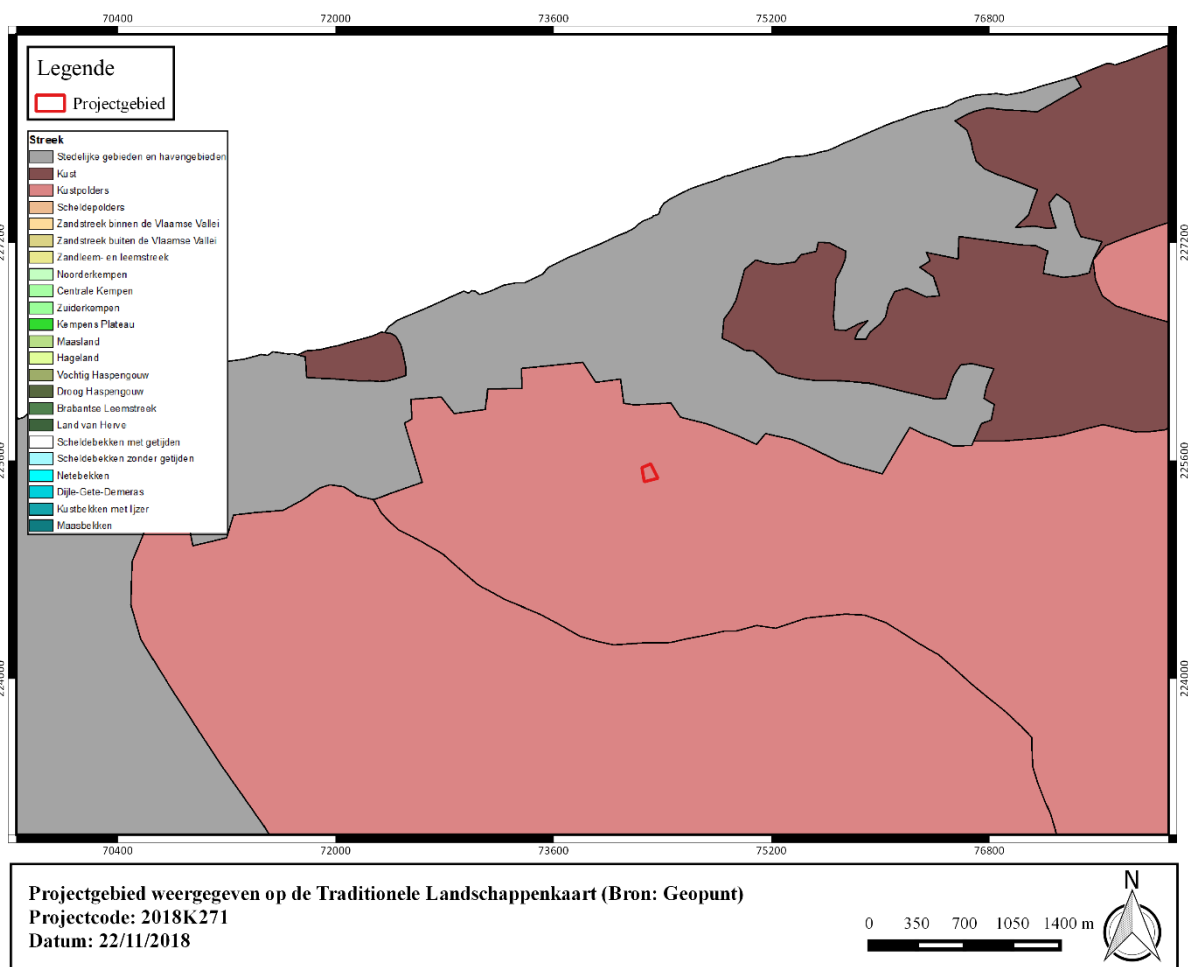 70400 72000 73600 75200 76800
Legende
Projectgebied
Streek
Stedelijke gebieden en havengebieden
Kust
Kustpolders
Scheldepolders
Zandstreek binnen de Vlaamse Vallei
Zandstreek buiten de Vlaamse Vallei
Zandleem- en leemstreek
Noorderkempen
Centrale Kempen
Zuiderkempen
Kempens Plateau
Maasland
Hageland
Vochtig Haspengouw
Droog Haspengouw
Brabantse Leemstreek
Land van Herve
Scheldebekken met getijden
Scheldebekken zonder getijden
Netebekken
Dijle-Gete-Demeras
Kustbekken met Ijzer
Maasbekken
227200 227200
225600 225600
224000 224000
70400 72000 73600 75200 76800
Projectgebied weergegeven op de Traditionele Landschappenkaart (Bron: Geopunt)
Projectcode: 2018K271
Datum: 22/11/2018
0 350 700 1050 1400 m
N